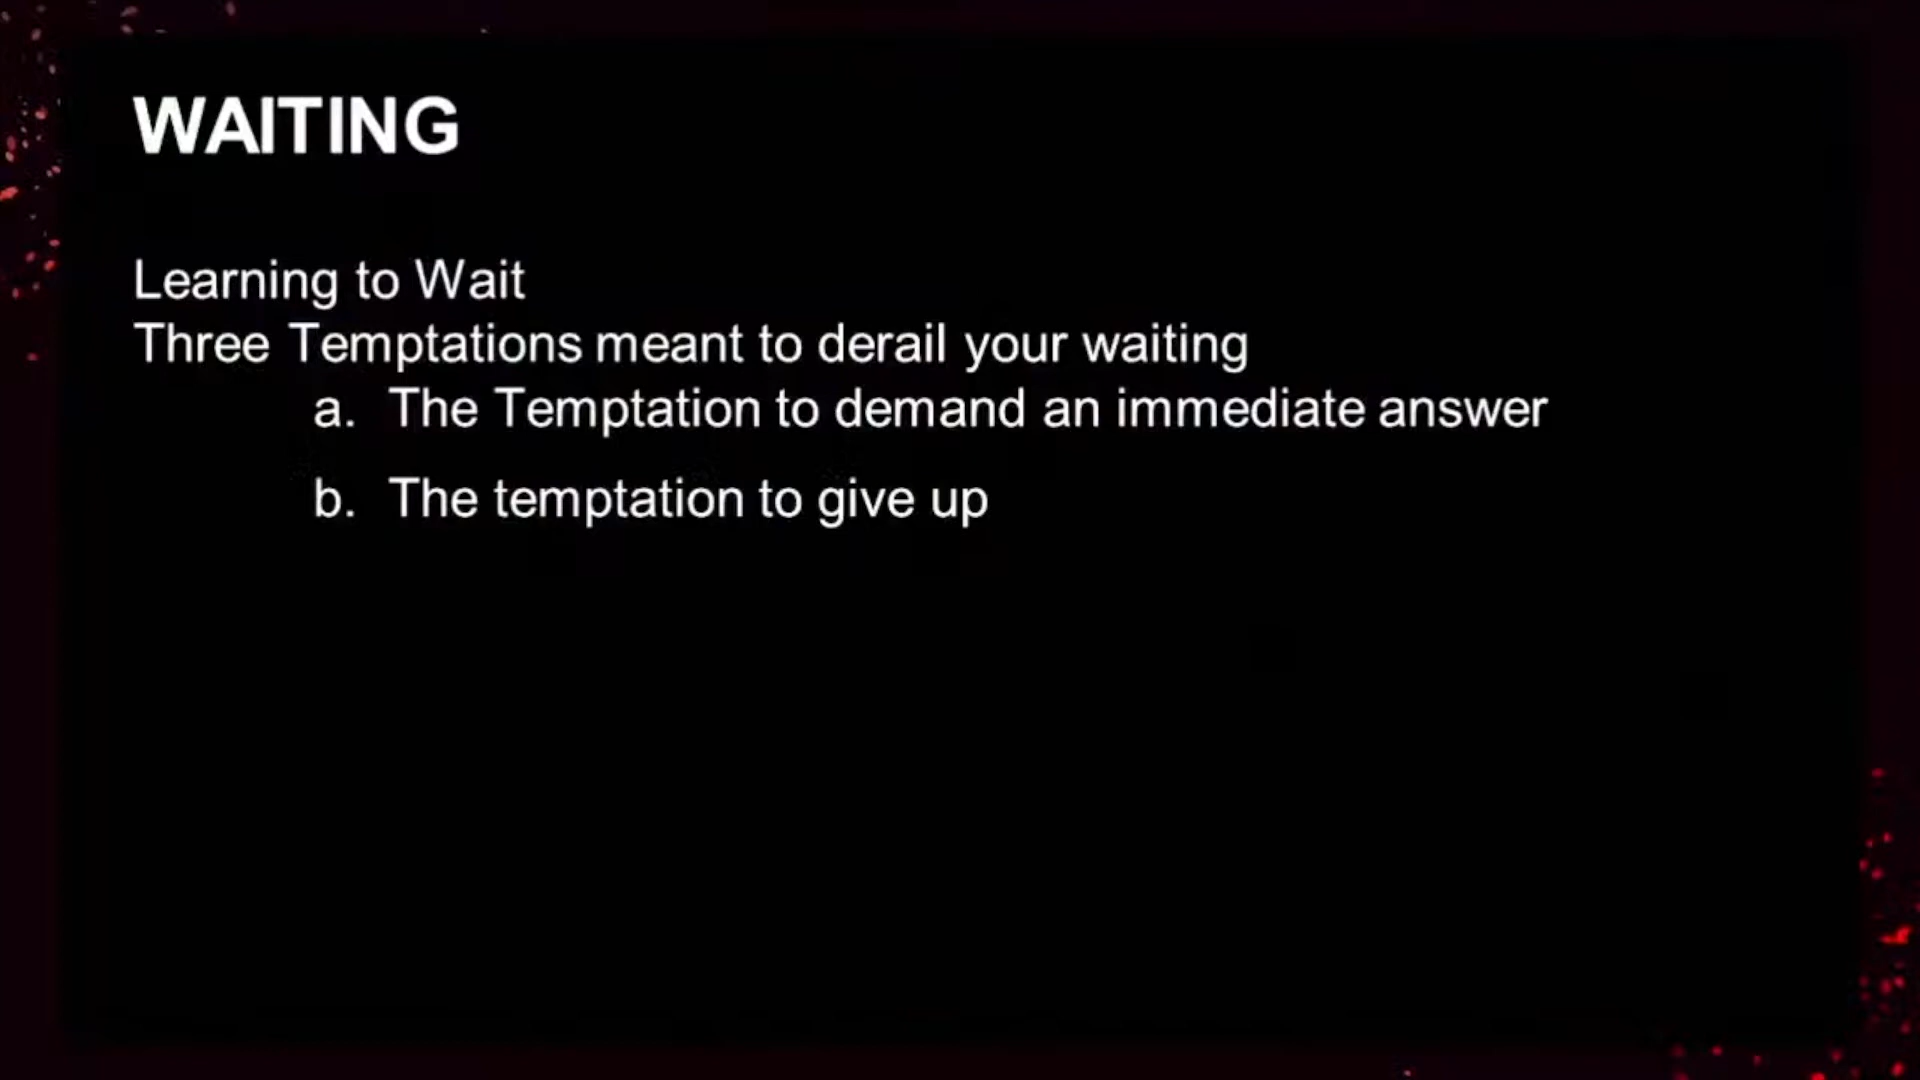 WAITING
Learning to Wait
Three Temptations meant to derail your waiting
a. The Temptation to demand an immediate answer
b. The temptation to give up